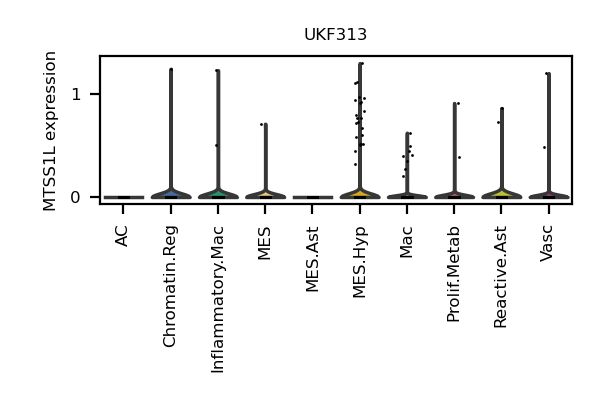 UKF313
MTSS1L expression
1
0
AC
Chromatin.Reg
Inflammatory.Mac
MES
MES.Ast
MES.Hyp
Mac
Prolif.Metab
Reactive.Ast
Vasc